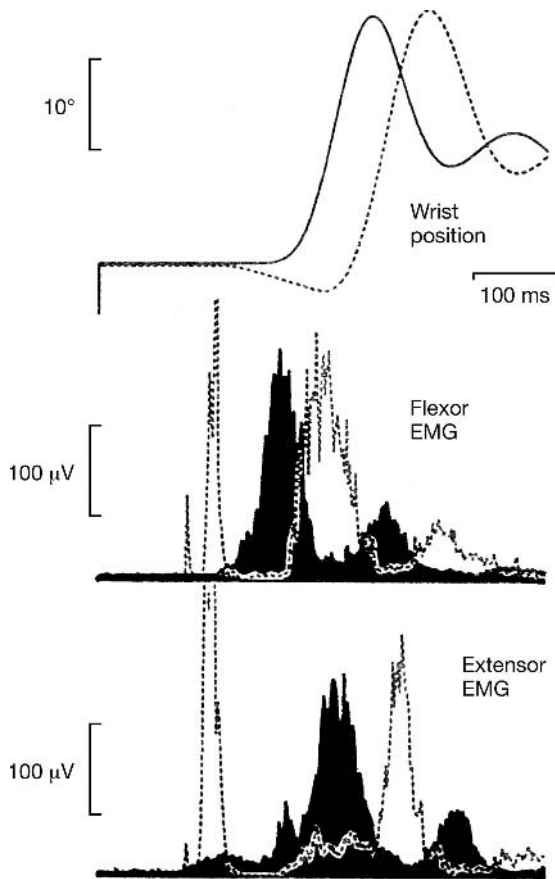 10°
Wrist
position
100 ms
Flexor
EMG
100 µV
Extensor
EMG
100 µV